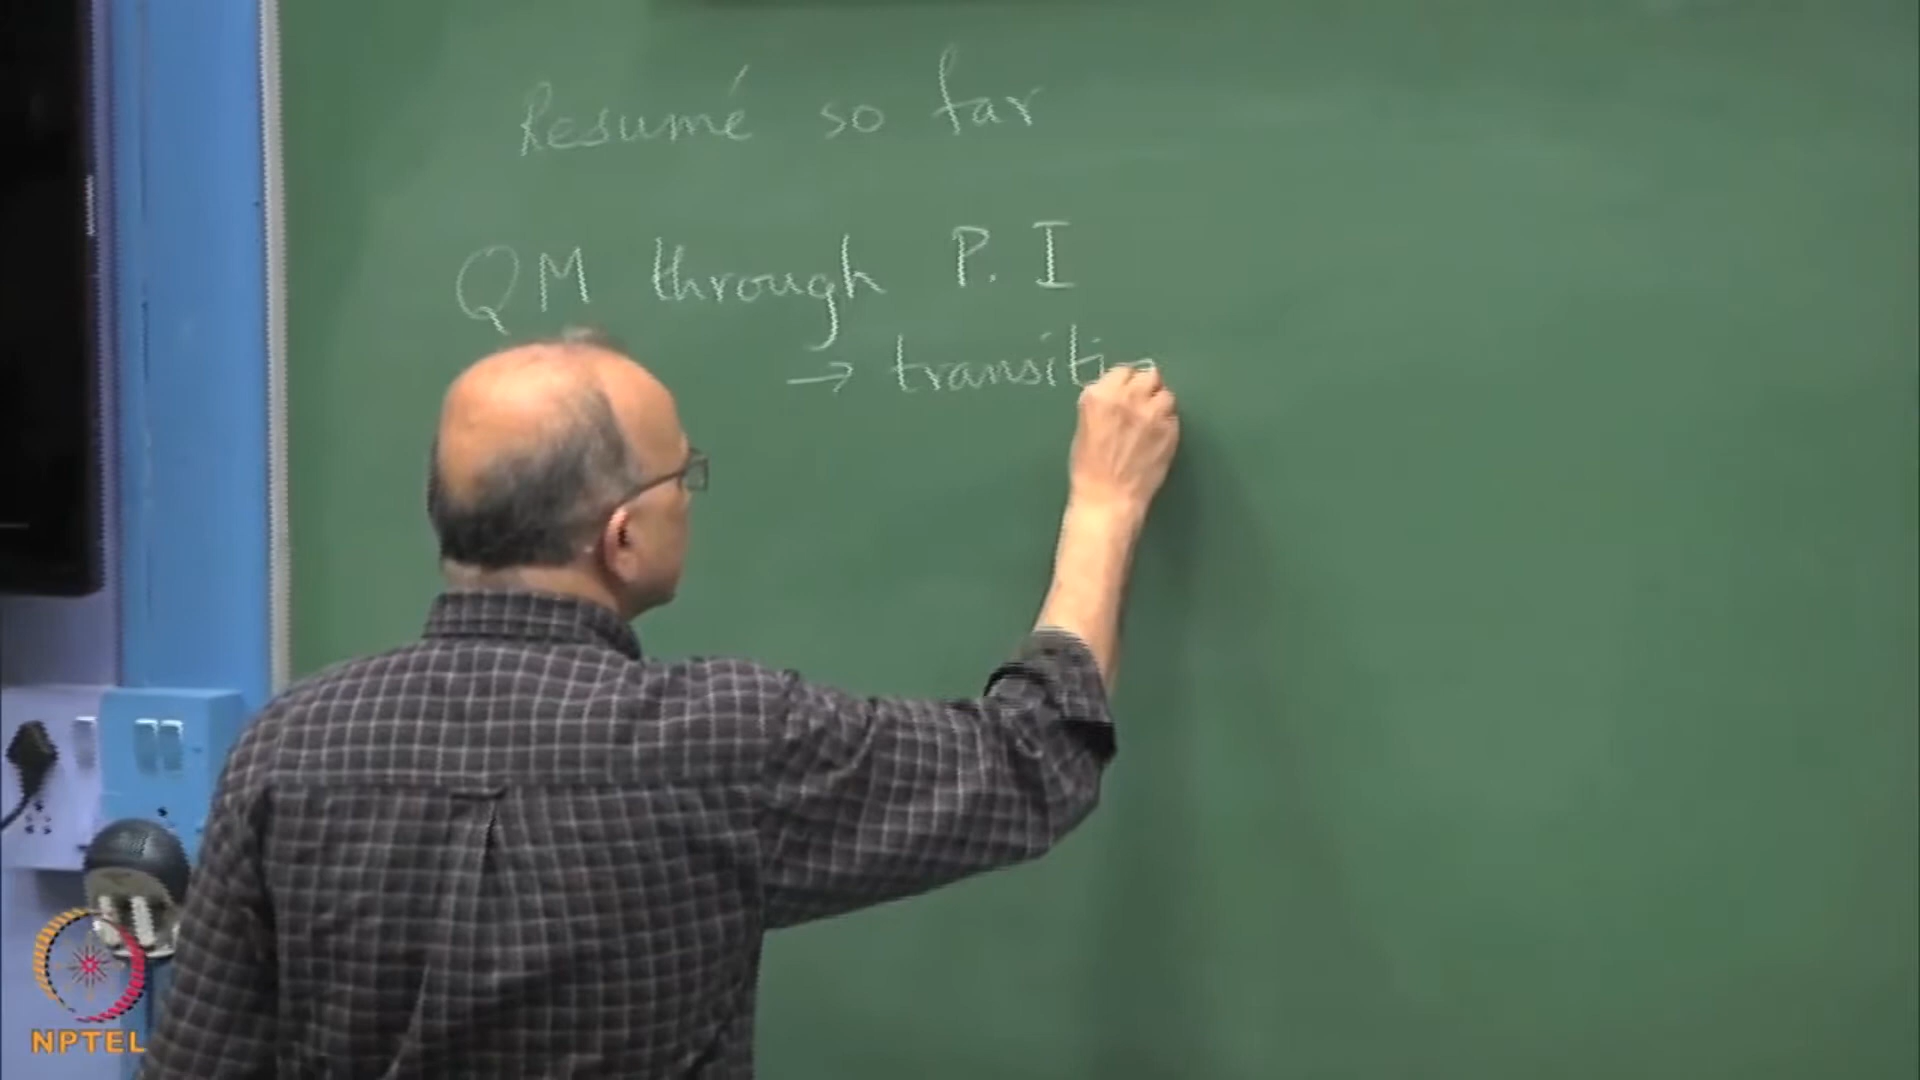 Resumé so far
QM through P. I
→ transiti
NPTEL